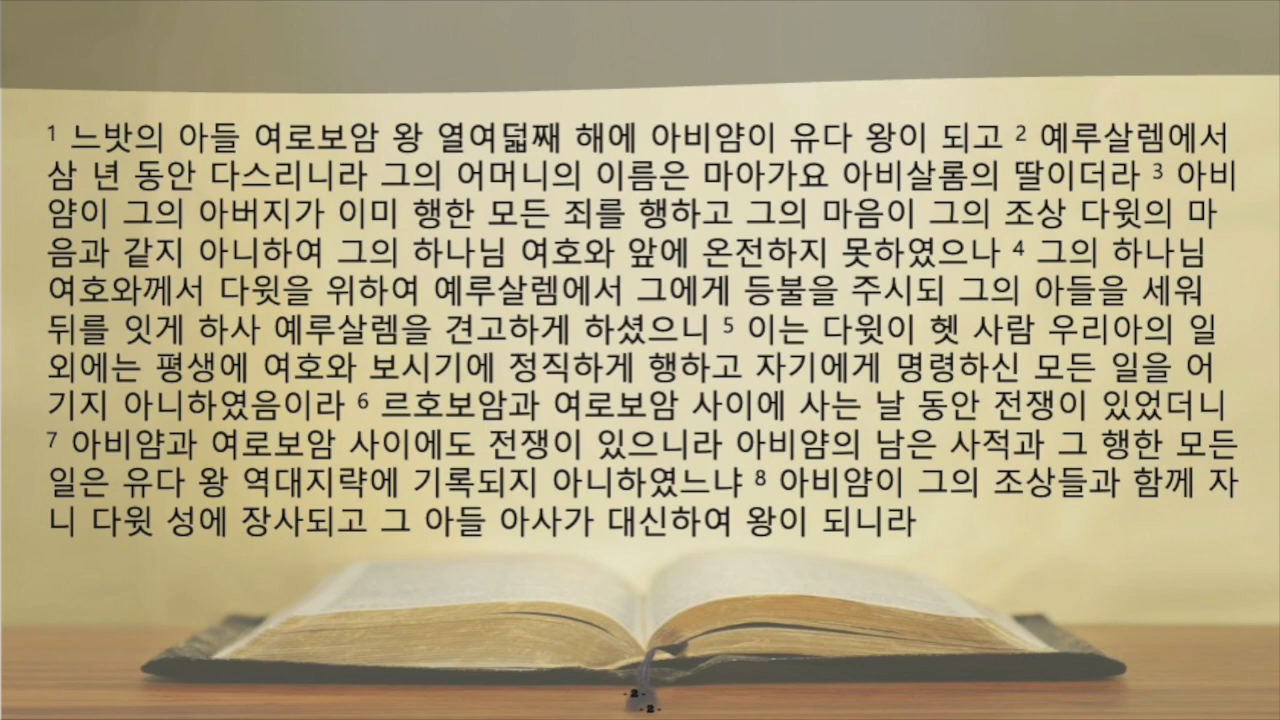 1 느밧의 아들 여로보암 왕 열여덟째 해에 아비얌이 유다 왕이 되고 2 예루살렘에서
삼 년 동안 다스리니라 그의 어머니의 이름은 마아가요 아비살롬의 딸이더라 3 아비
얌이 그의 아버지가 이미 행한 모든 죄를 행하고 그의 마음이 그의 조상 다윗의 마
음과 같지 아니하여 그의 하나님 여호와 앞에 온전하지 못하였으나 4 그의 하나님
여호와께서 다윗을 위하여 예루살렘에서 그에게 등불을 주시되 그의 아들을 세워
뒤를 잇게 하사 예루살렘을 견고하게 하셨으니 5 이는 다윗이 헷 사람 우리아의 일
외에는 평생에 여호와 보시기에 정직하게 행하고 자기에게 명령하신 모든 일을 어
기지 아니하였음이라 6 르호보암과 여로보암 사이에 사는 날 동안 전쟁이 있었더니
7 아비얌과 여로보암 사이에도 전쟁이 있으니라 아비얌의 남은 사적과 그 행한 모든
일은 유다 왕 역대지략에 기록되지 아니하였느냐 8 아비얌이 그의 조상들과 함께 자
니 다윗 성에 장사되고 그 아들 아사가 대신하여 왕이 되니라
- 2 -
- 2 -